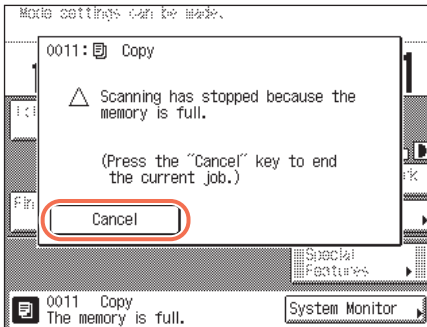 Mode settings can be made.
0011: Copy
Scanning has stopped because the
memory is full.
(Press the ˝Cancel˝ key to end
the current job.)
Cancel
Special
Features
0011 Copy
The memory is full.
System Monitor